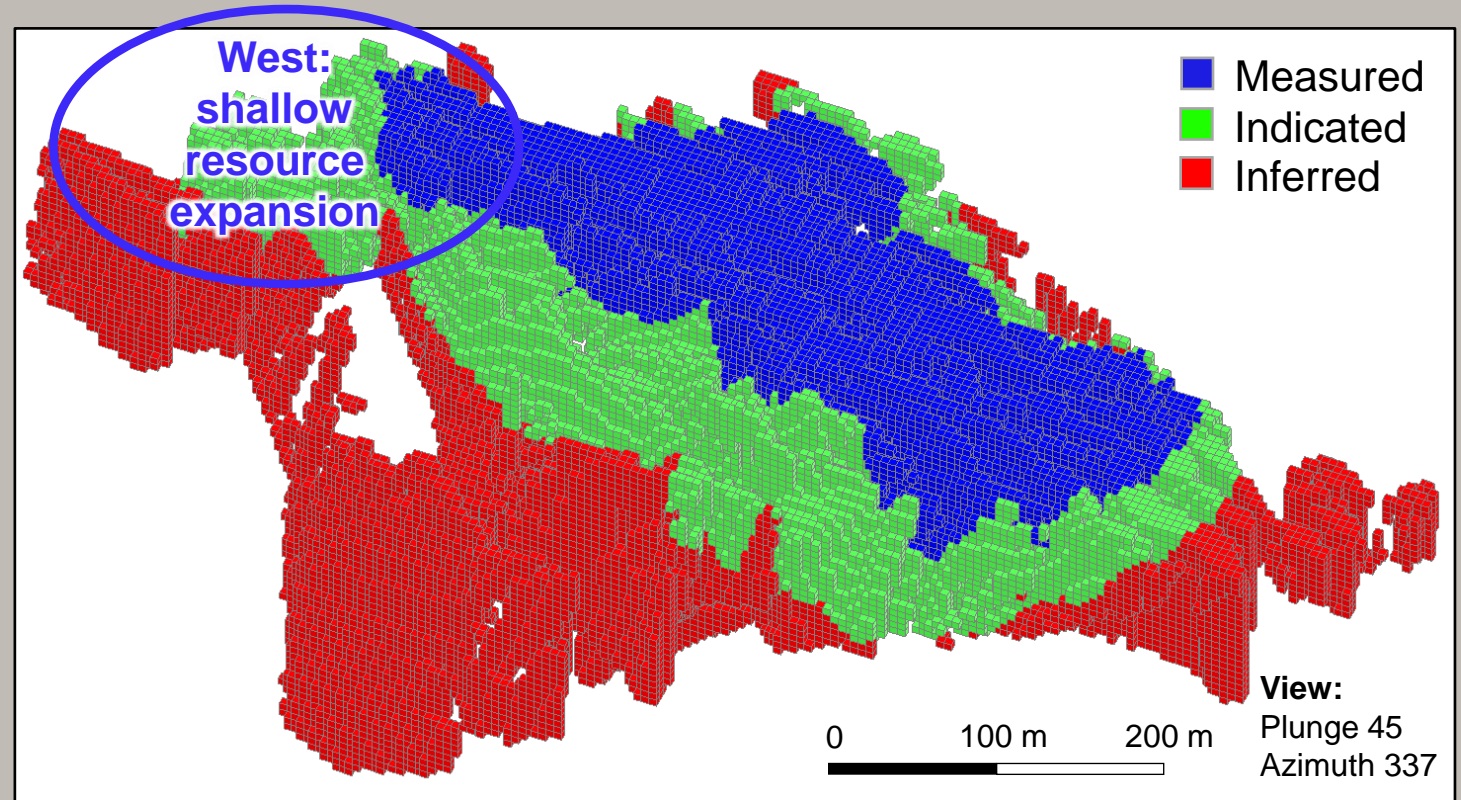 West:
shallow
resource
expansion
Measured
Indicated
Inferred
View:
Plunge 45
Azimuth 337
0 100 m 200 m